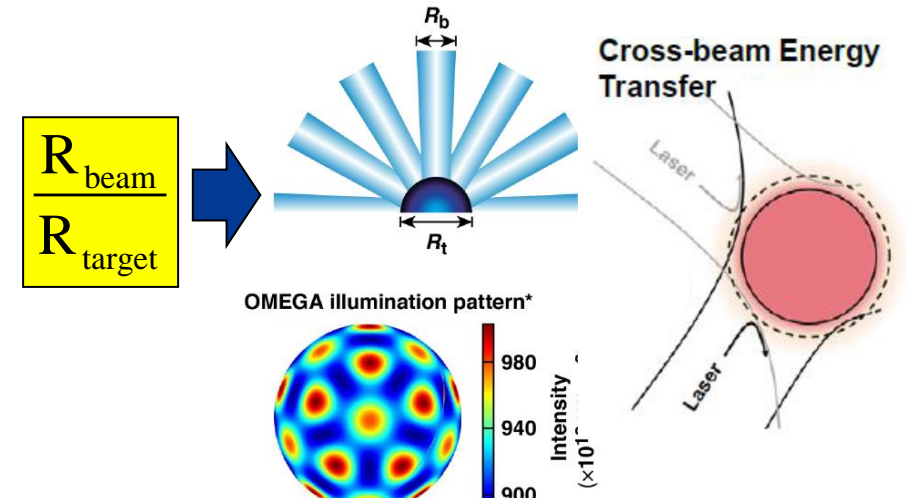 R beam
R target
Rb
Rt
Cross-beam Energy
Transfer
Laser
Laser
OMEGA illumination pattern*
980
940
900
Intensity